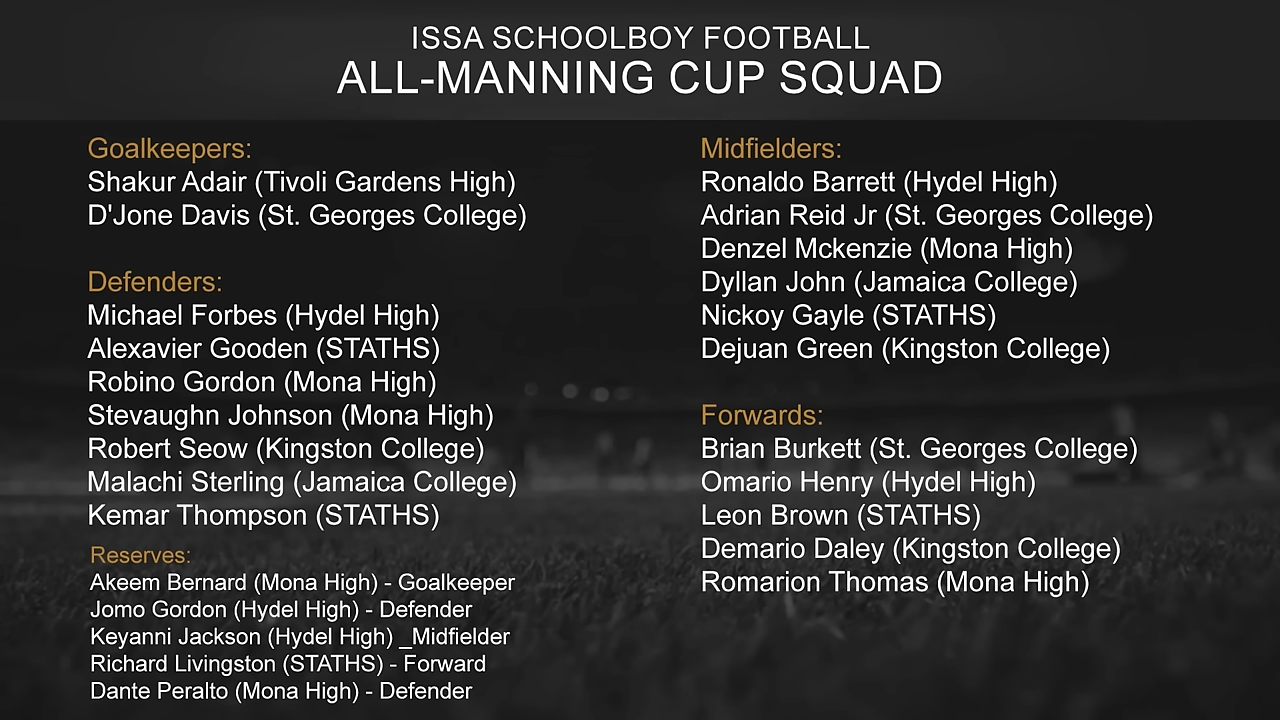 ISSA SCHOOLBOY FOOTBALL
ALL-MANNING CUP SQUAD
Goalkeepers:
Shakur Adair (Tivoli Gardens High)
D'Jone Davis (St. Georges College)
Defenders:
Michael Forbes (Hydel High)
Alexavier Gooden (STATHS)
Robino Gordon (Mona High)
Stevaughn Johnson (Mona High)
Robert Seow (Kingston College)
Malachi Sterling (Jamaica College)
Kemar Thompson (STATHS)
Reserves:
Akeem Bernard (Mona High) - Goalkeeper
Jomo Gordon (Hydel High) - Defender
Keyanni Jackson (Hydel High) _Midfielder
Richard Livingston (STATHS) - Forward
Dante Peralto (Mona High) - Defender
Midfielders:
Ronaldo Barrett (Hydel High)
Adrian Reid Jr (St. Georges College)
Denzel Mckenzie (Mona High)
Dyllan John (Jamaica College)
Nickoy Gayle (STATHS)
Dejuan Green (Kingston College)
Forwards:
Brian Burkett (St. Georges College)
Omario Henry (Hydel High)
Leon Brown (STATHS)
Demario Daley (Kingston College)
Romarion Thomas (Mona High)